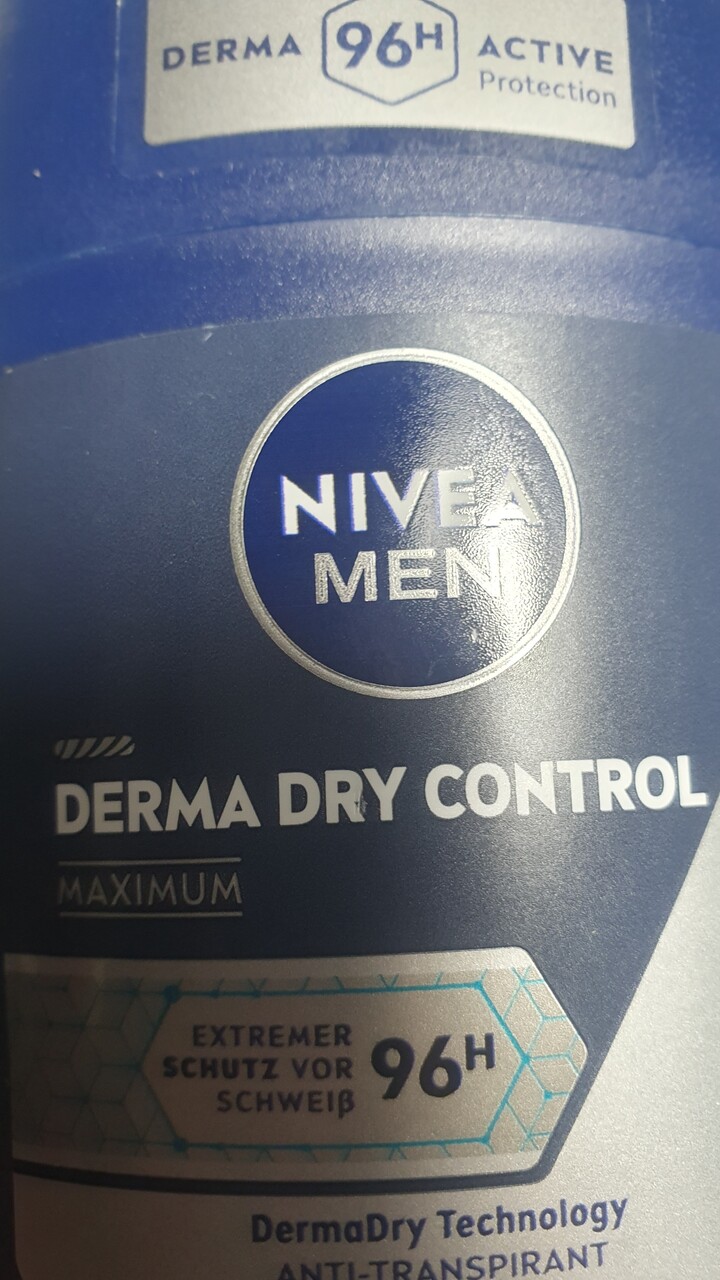 DERMA 96H ACTIVE
Protection
NIVEA
MEN
DERMA DRY CONTROL
MAXIMUM
EXTREMER
SCHUTZ VOR
SCHWEIß
96H
DermaDry Technology
ANTI-TRANSPIRANT